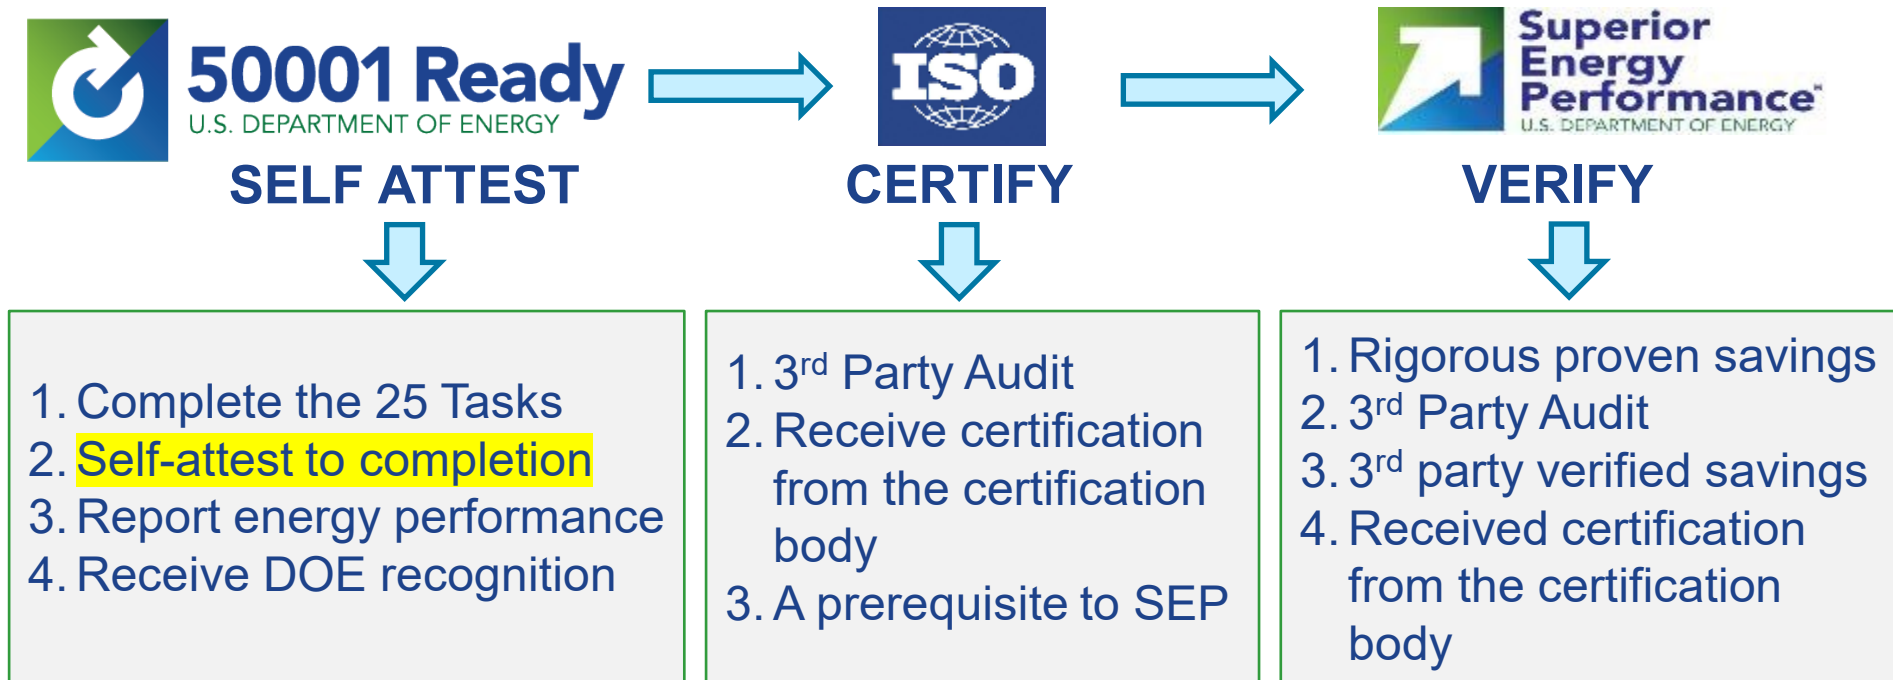 50001 Ready
U.S. DEPARTMENT OF ENERGY
SELF ATTEST
ISO
CERTIFY
Superior
Energy
Performance™
U.S. DEPARTMENT OF ENERGY
VERIFY
1. Complete the 25 Tasks
2. Self-attest to completion
3. Report energy performance
4. Receive DOE recognition
1. 3rd Party Audit
2. Receive certification
from the certification
body
3. A prerequisite to SEP
1. Rigorous proven savings
2. 3rd Party Audit
3. 3rd party verified savings
4. Received certification
from the certification
body